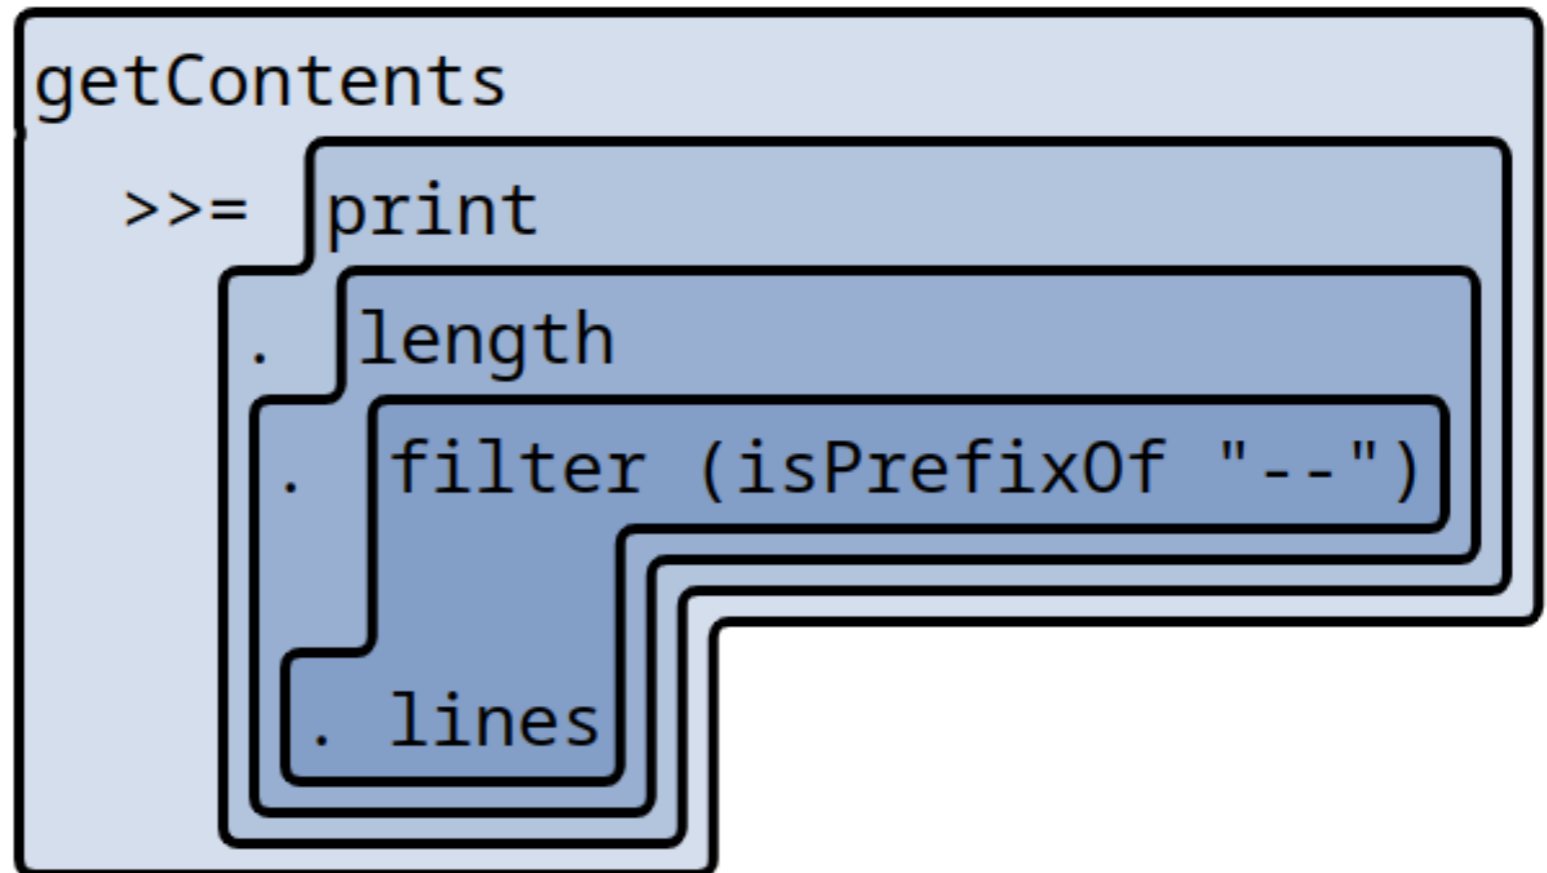 getContents
>>= print
. length
. filter (isPrefixOf "--")
. lines